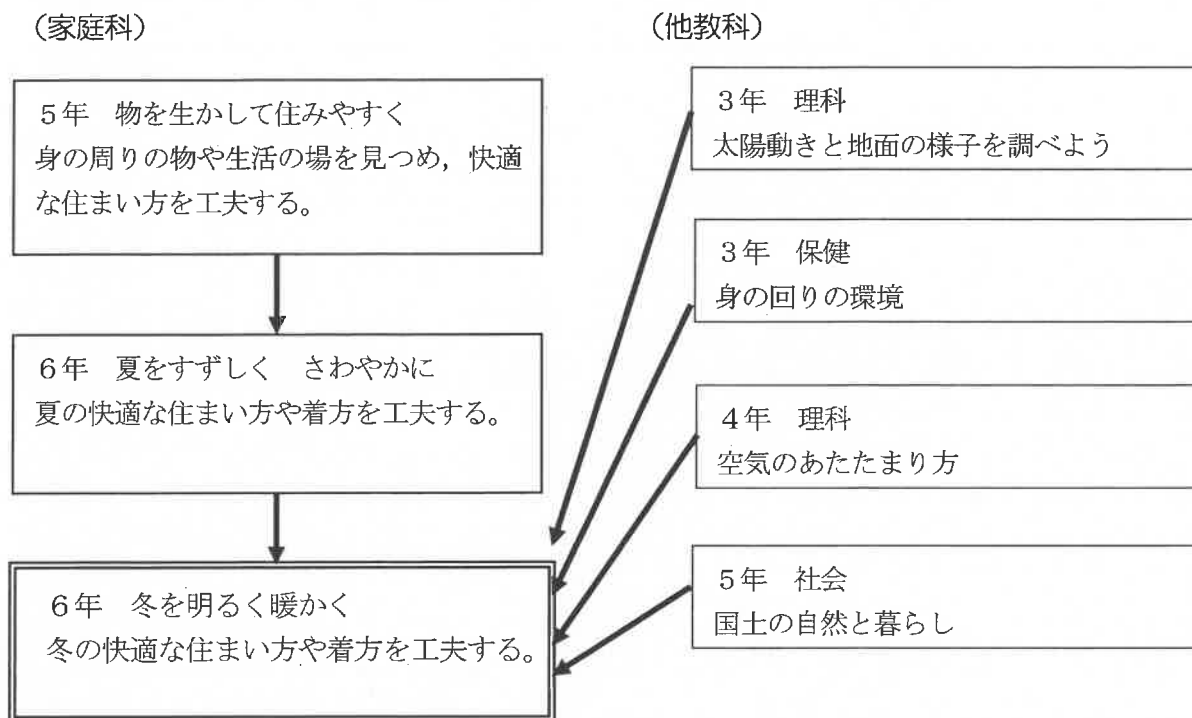 （家庭科）
5年　物を生かして住みやすく
身の周りの物や生活の場を見つめ，快適
な住まい方を工夫する。
6年　夏をすずしく　さわやかに
夏の快適な住まい方や着方を工夫する。
6年　冬を明るく暖かく
冬の快適な住まい方や着方を工夫する。
（他教科）
3年　理科
太陽動きと地面の様子を調べよう
3年　保健
身の回りの環境
4年　理科
空気のあたたまり方
5年　社会
国土の自然と暮らし